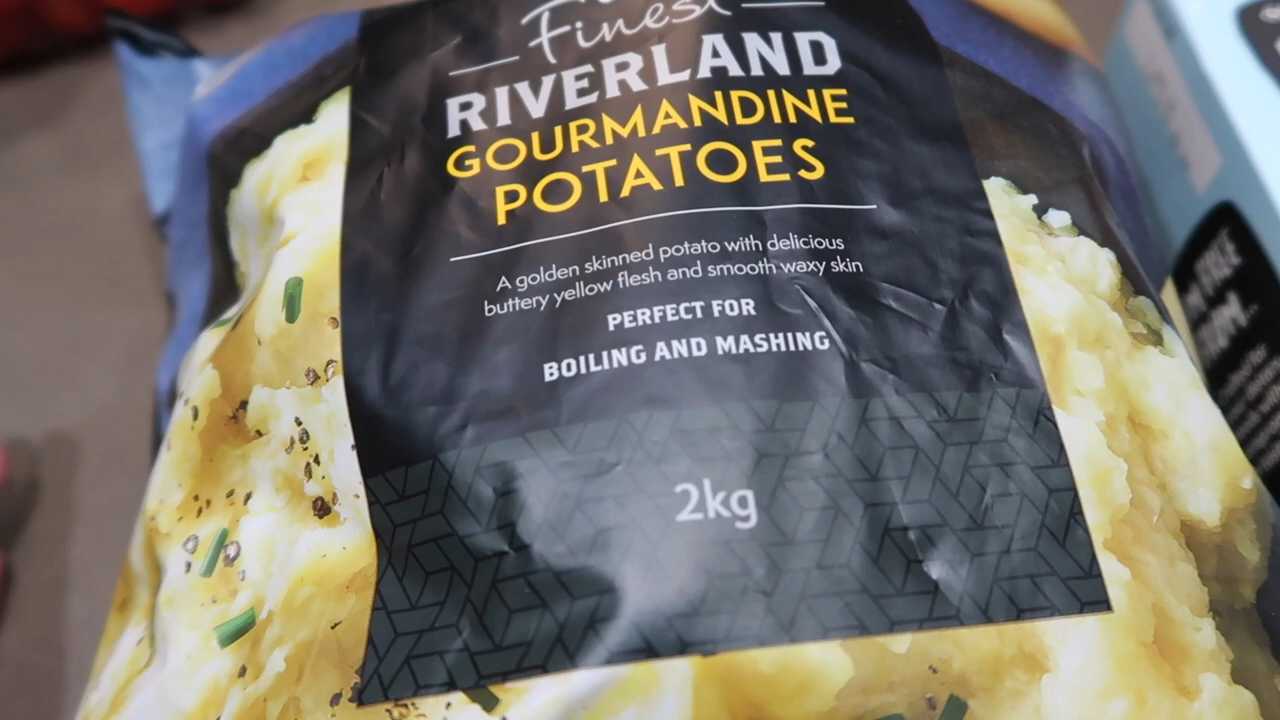 Finest
RIVERLAND
GOURMANDINE
POTATOES
A golden skinned potato with delicious
buttery yellow flesh and smooth waxy skin
PERFECT FOR
BOILING AND MASHING
2kg